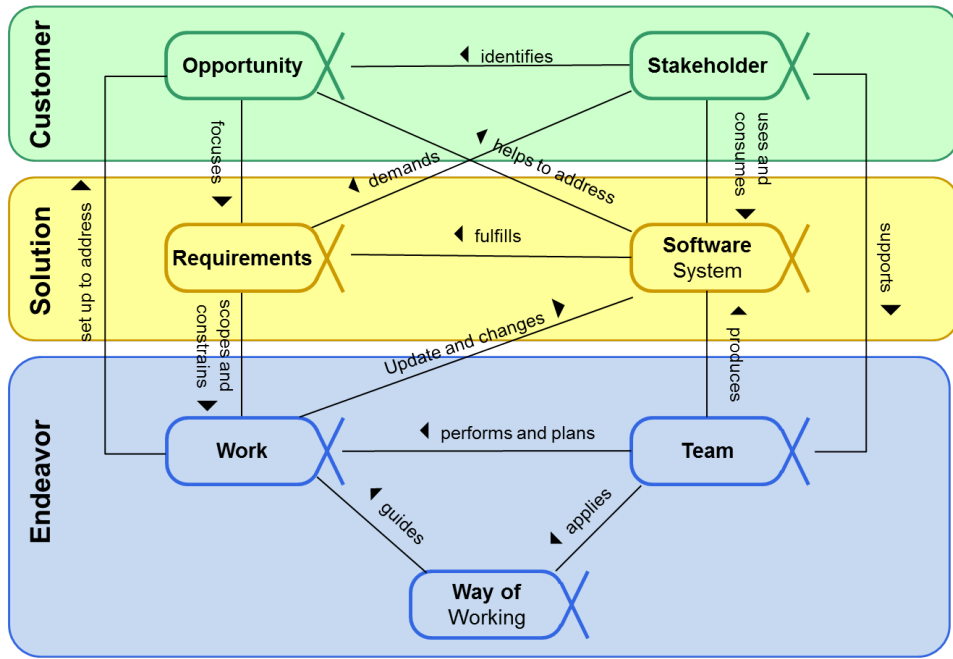 Customer
Opportunity
identifies
Stakeholder
focuses
demands
helps to address
uses and
consumes
set up to address
supports
Solution
Requirements
fulfills
Software
System
scopes and
constrains
Update and changes
produces
Endeavor
Work
performs and plans
Team
guides
applies
Way of
Working